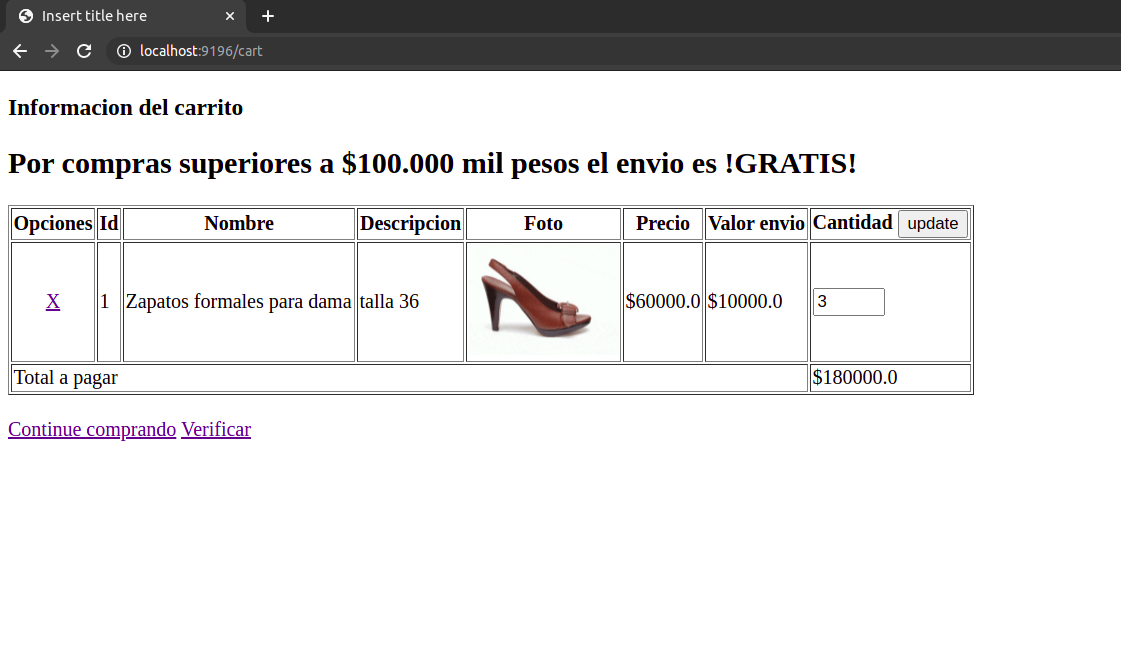 Insert title here
localhost:9196/cart
Informacion del carrito
Por compras superiores a $100.000 mil pesos el envio es !GRATIS!
Opciones Id Nombre Descripcion Foto Precio Valor envio Cantidad update
X 1 Zapatos formales para dama talla 36 $60000.0 $10000.0 3
Total a pagar $180000.0
Continue comprando Verificar